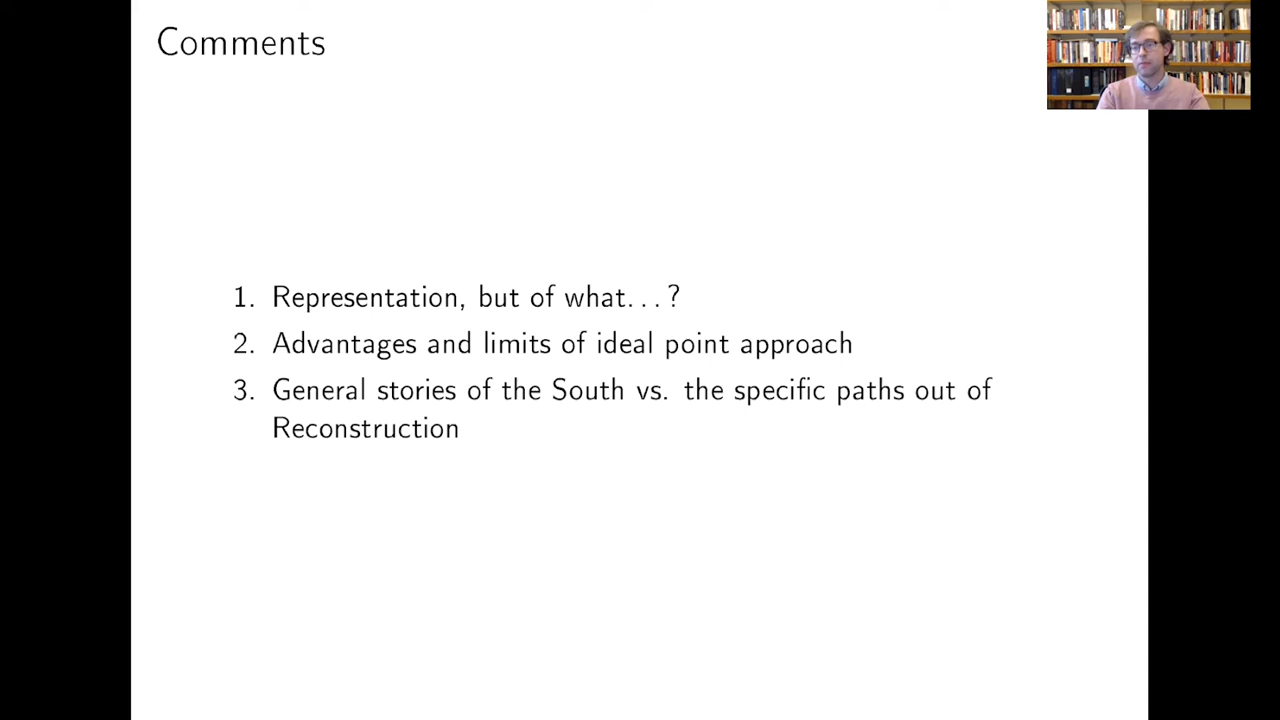 Comments
1. Representation, but of what. . . ?
2. Advantages and limits of ideal point approach
3. General stories of the South vs. the specific paths out of
Reconstruction